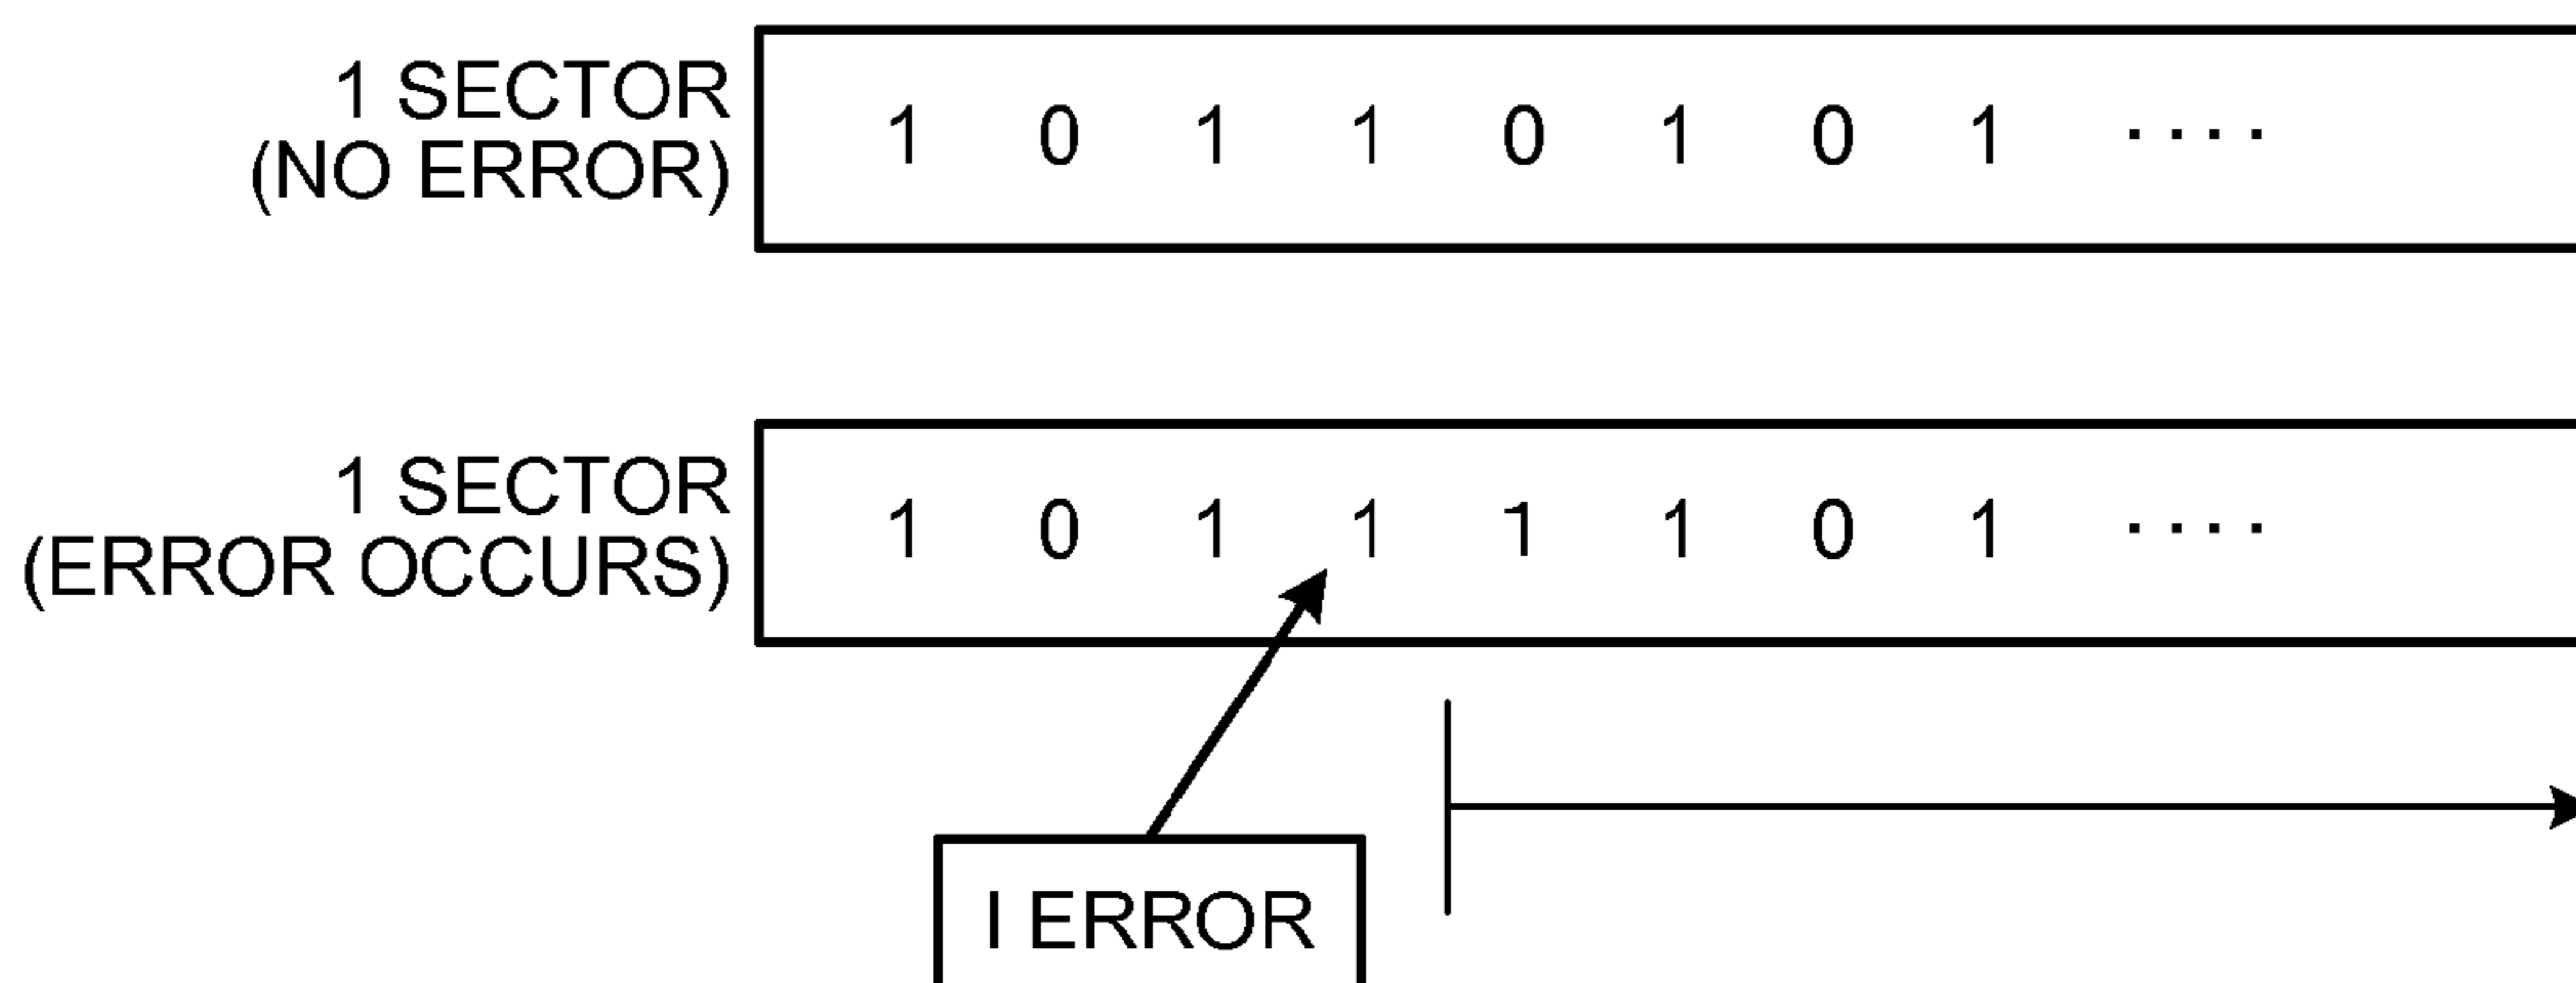 1 SECTOR
(NO ERROR)
1 0 1 1 0 1 0 1 ····
1 SECTOR
(ERROR OCCURS)
1 0 1 1 1 1 0 1 ····
I ERROR